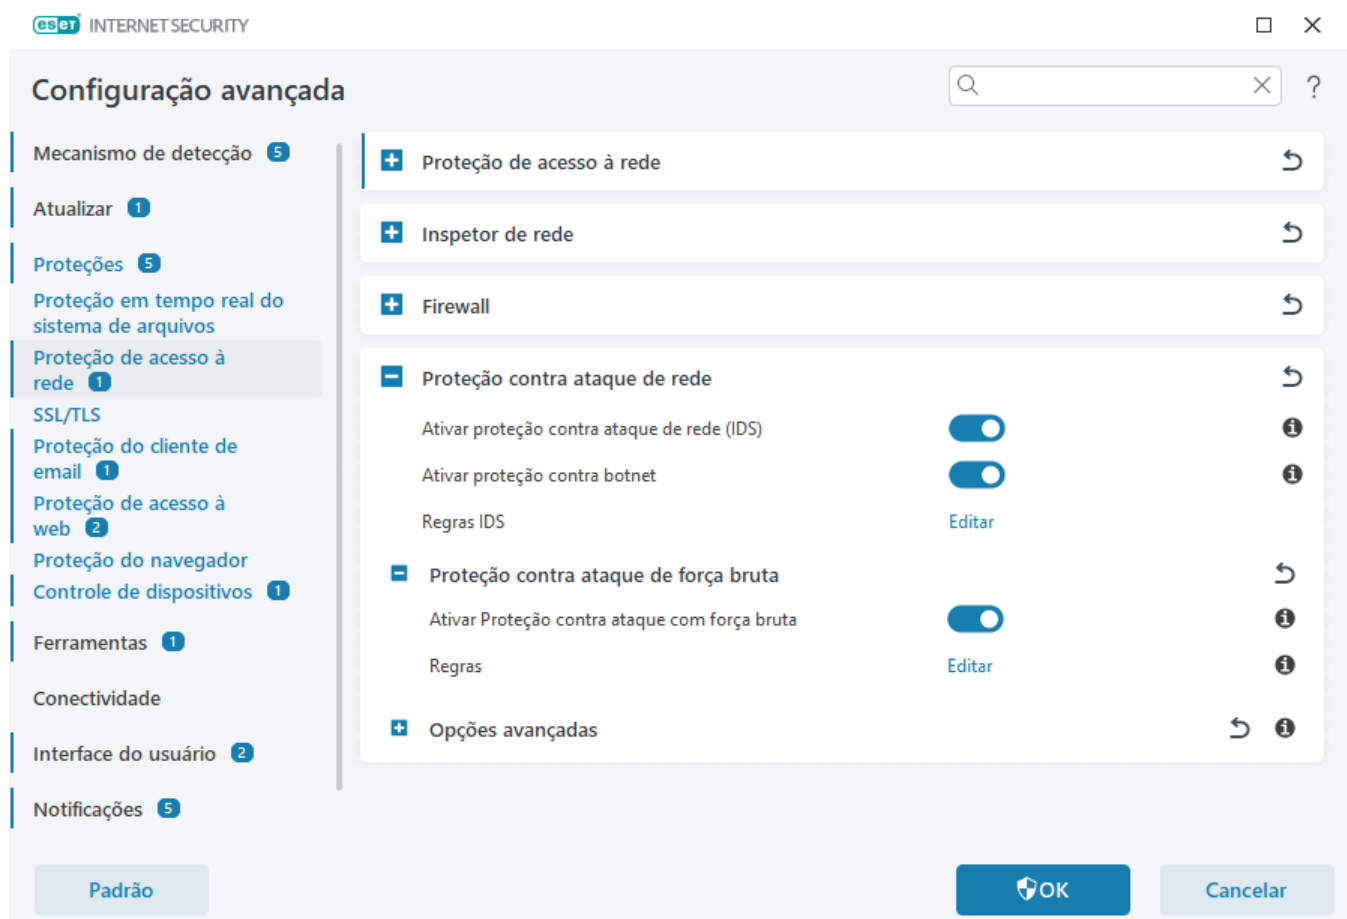 eset INTERNET SECURITY
Configuração avançada
?
Mecanismo de detecção 5
Atualizar 1
Proteções 5
Proteção em tempo real do
sistema de arquivos
Proteção de acesso à
rede 1
SSL/TLS
Proteção do cliente de
email 1
Proteção de acesso à
web 2
Proteção do navegador
Controle de dispositivos 1
Ferramentas 1
Conectividade
Interface do usuário 2
Notificações 5
Proteção de acesso à rede
Inspetor de rede
Firewall
Proteção contra ataque de rede
Ativar proteção contra ataque de rede (IDS)
Ativar proteção contra botnet
Regras IDS Editar
Proteção contra ataque de força bruta
Ativar Proteção contra ataque com força bruta
Regras Editar
Opções avançadas
Padrão
OK
Cancelar